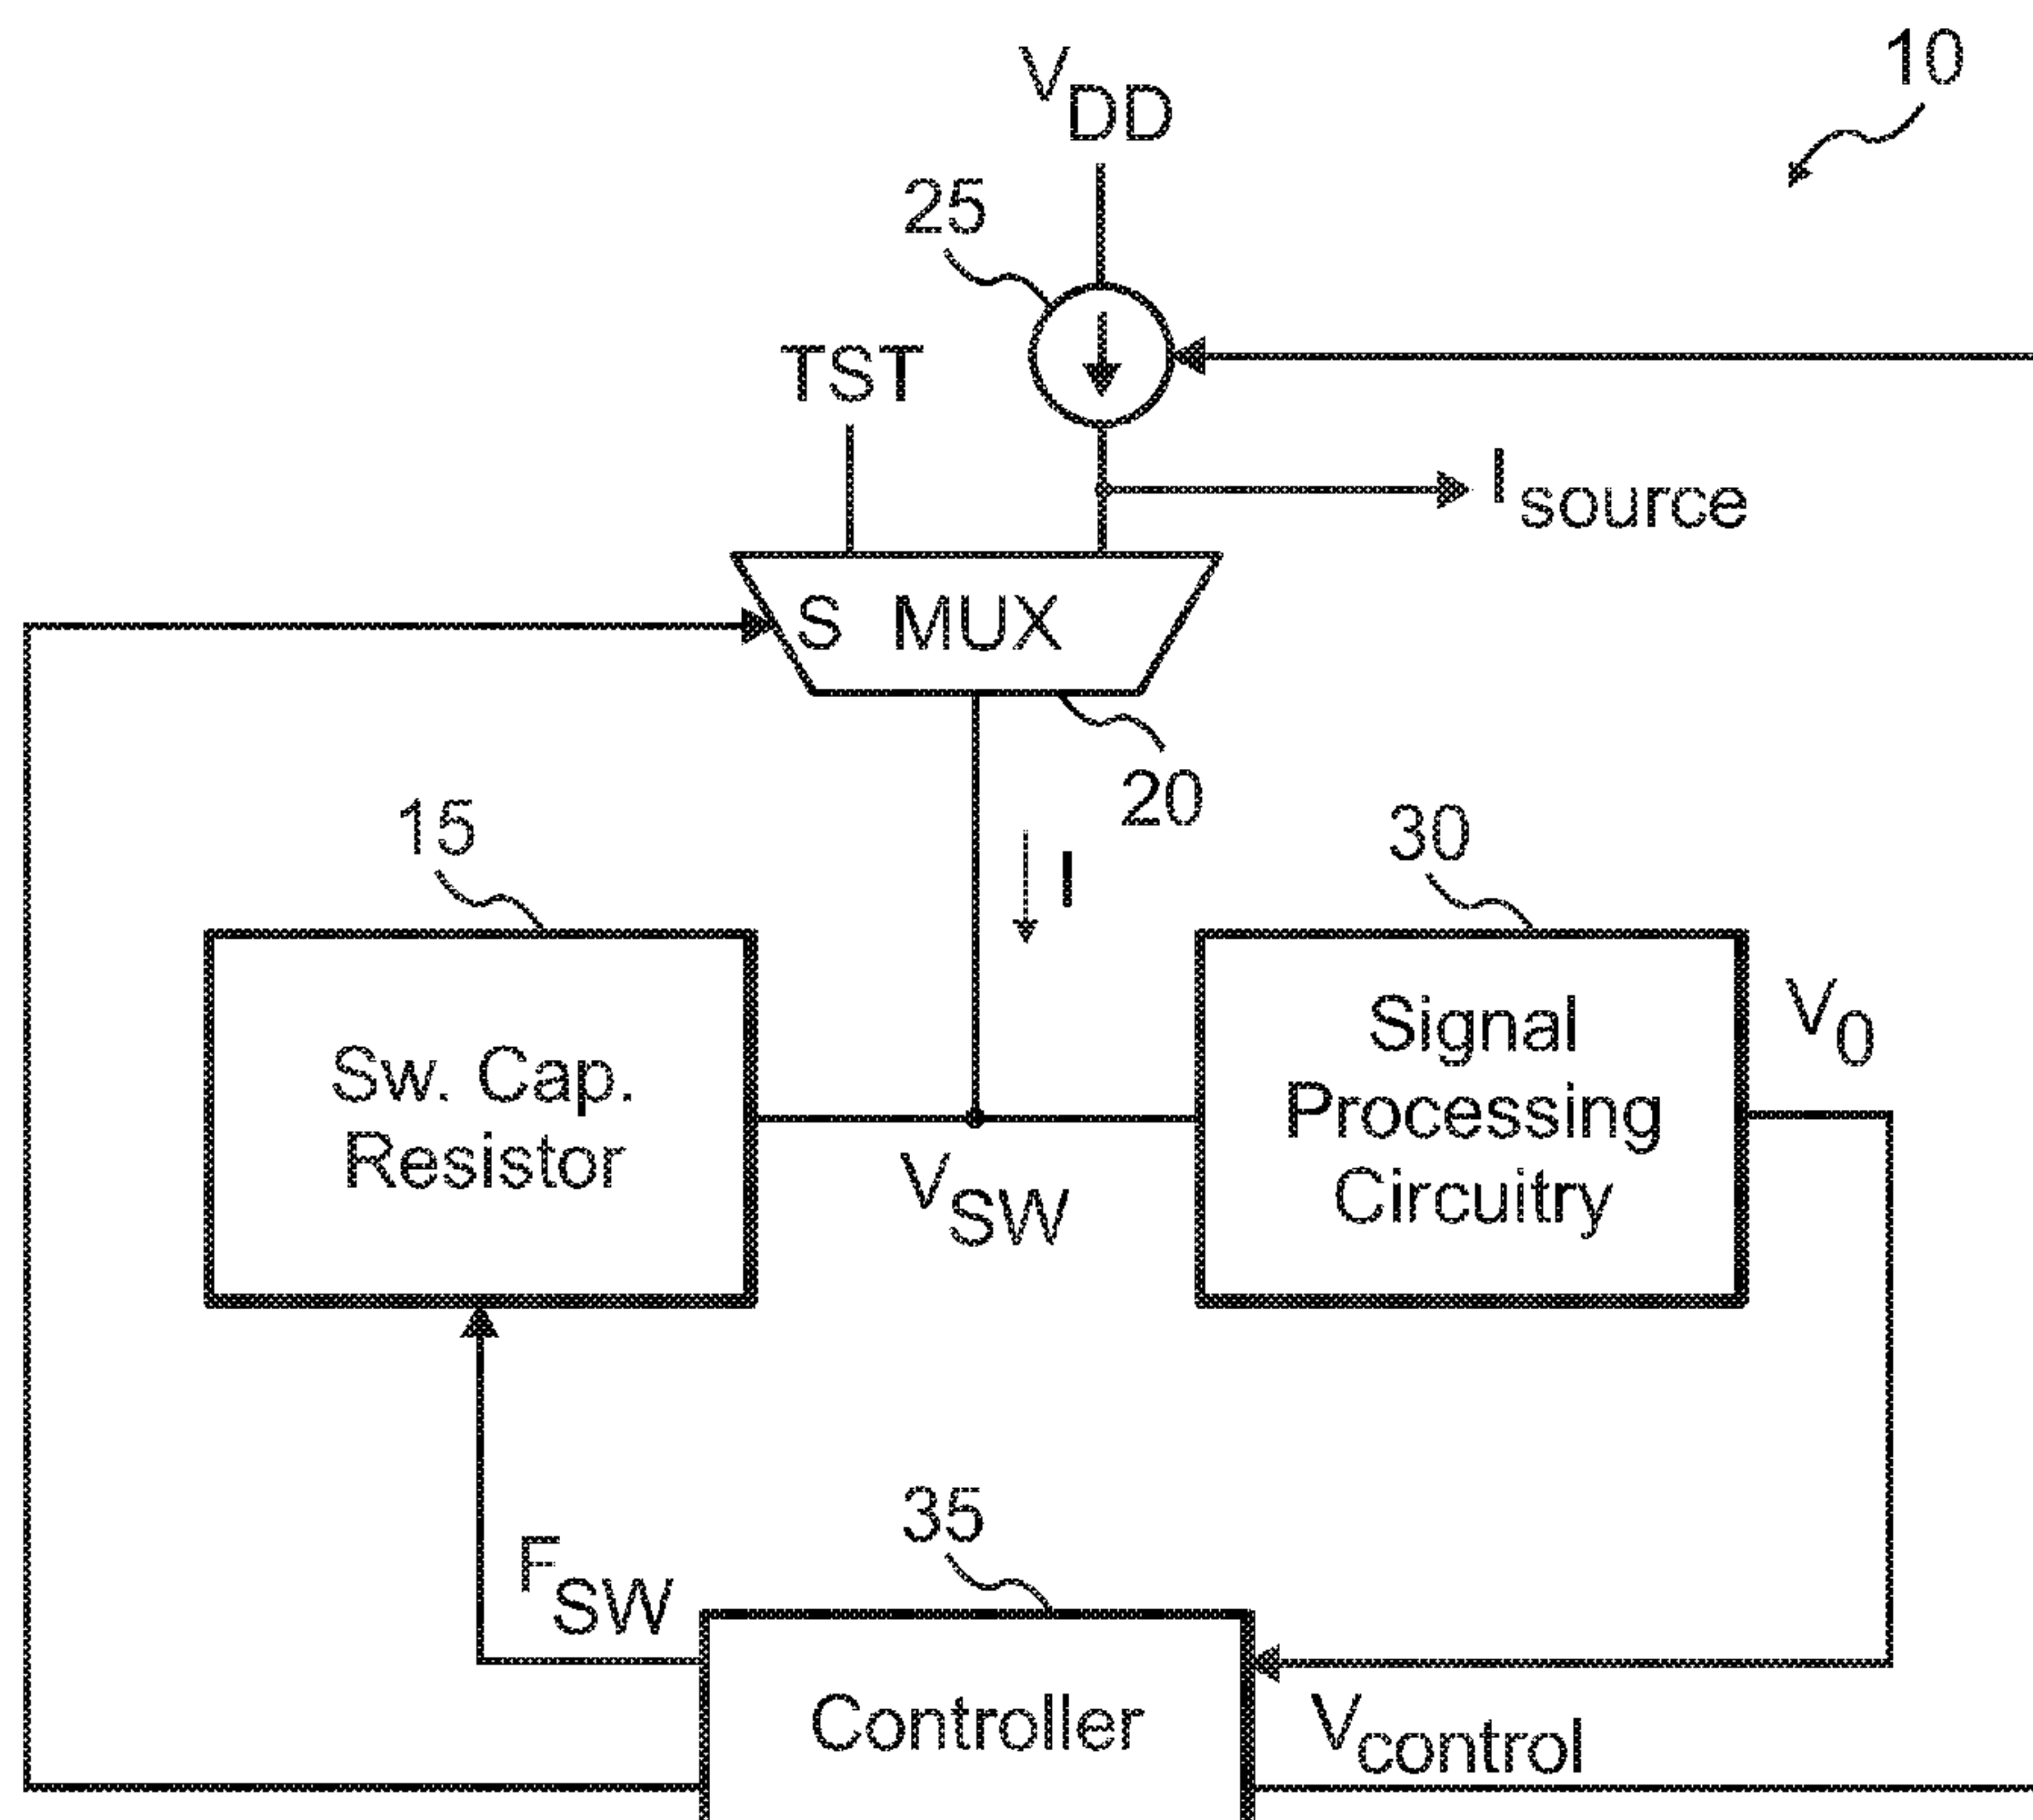 10
VDD
25
TST
Isource
S MUX
20
15
30
I
Sw. Cap.
Resistor
Signal
Processing
Circuitry
V0
VSW
35
FSW
Controller
Vcontrol